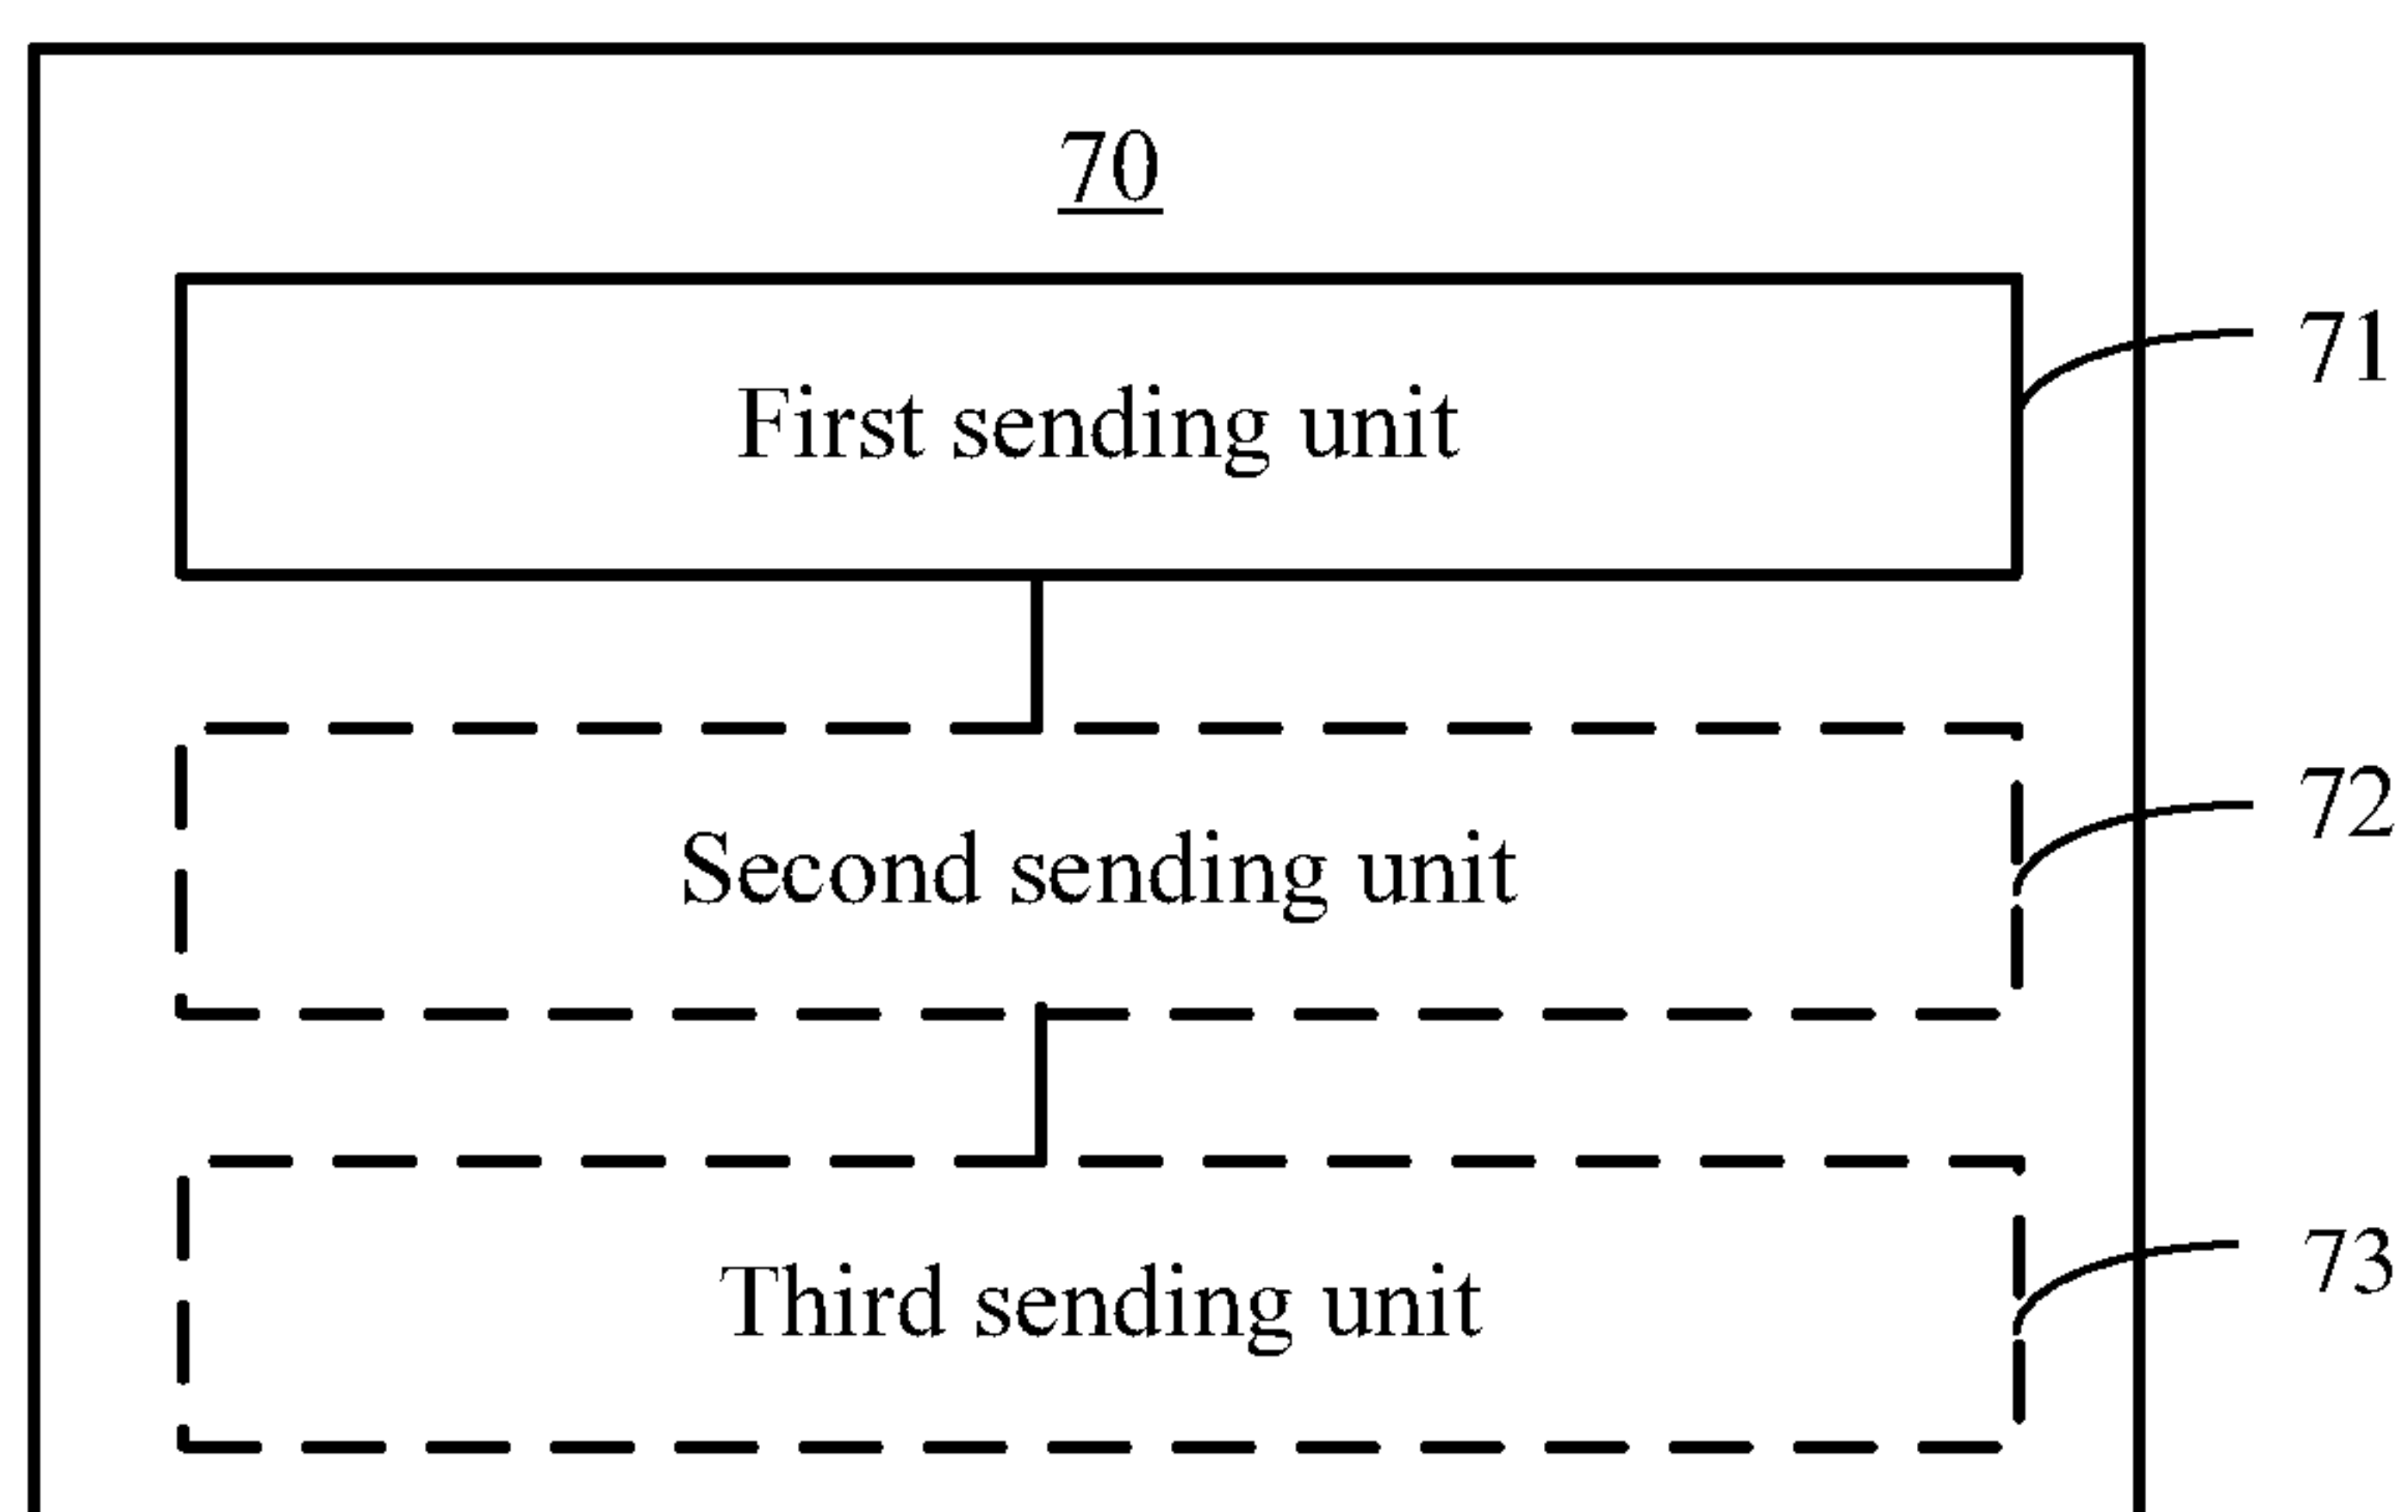 70
First sending unit
71
Second sending unit
72
Third sending unit
73